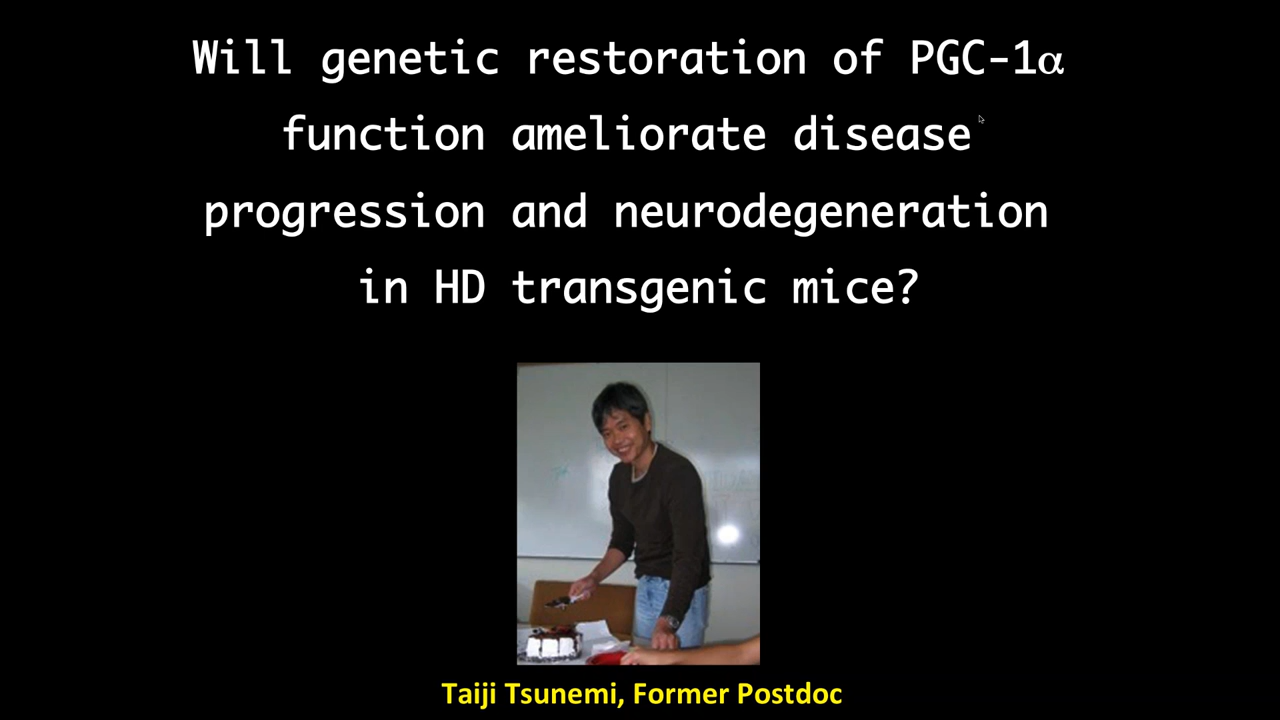 Will genetic restoration of PGC-1α
function ameliorate disease
progression and neurodegeneration
in HD transgenic mice?
Taiji Tsunemi, Former Postdoc